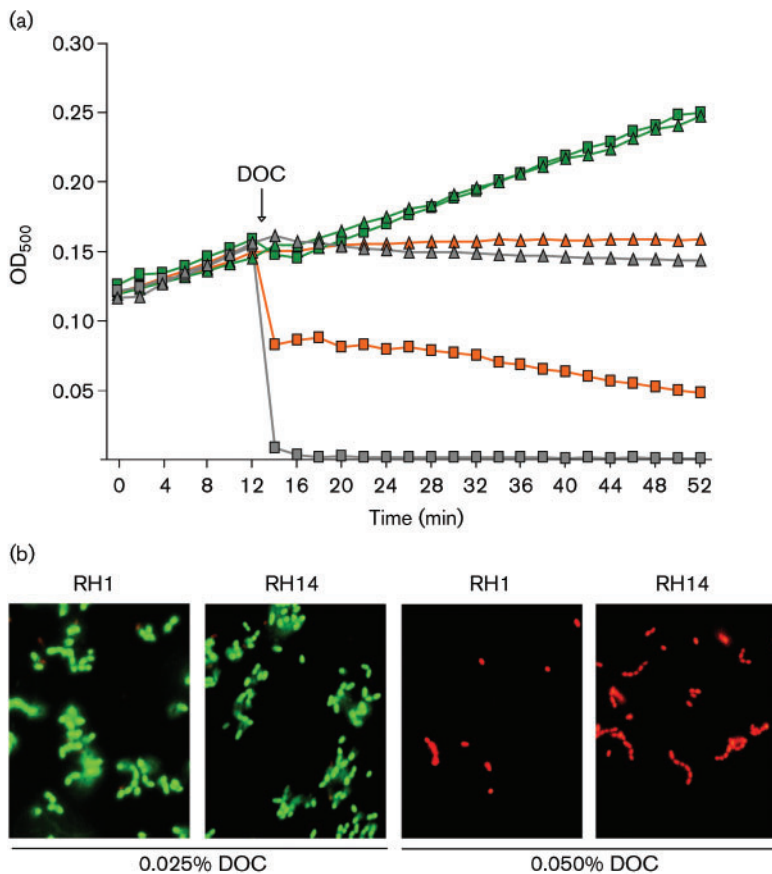 (a)
0.30
0.25
0.20
0.15
0.10
0.05
OD500
DOC
0 4 8 12 16 20 24 28 32 36 40 44 48 52
Time (min)
(b)
RH1 RH14 RH1 RH14
0.025% DOC 0.050% DOC